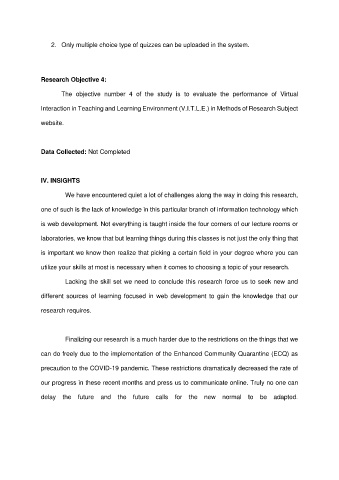 2. Only multiple choice type of quizzes can be uploaded in the system.
Research Objective 4:
The objective number 4 of the study is to evaluate the performance of Virtual
Interaction in Teaching and Learning Environment (V.I.T.L.E.) in Methods of Research Subject
website.
Data Collected: Not Completed
IV. INSIGHTS
We have encountered quiet a lot of challenges along the way in doing this research,
one of such is the lack of knowledge in this particular branch of information technology which
is web development. Not everything is taught inside the four corners of our lecture rooms or
laboratories, we know that but learning things during this classes is not just the only thing that
is important we know then realize that picking a certain field in your degree where you can
utilize your skills at most is necessary when it comes to choosing a topic of your research.
Lacking the skill set we need to conclude this research force us to seek new and
different sources of learning focused in web development to gain the knowledge that our
research requires.
Finalizing our research is a much harder due to the restrictions on the things that we
can do freely due to the implementation of the Enhanced Community Quarantine (ECQ) as
precaution to the COVID-19 pandemic. These restrictions dramatically decreased the rate of
our progress in these recent months and press us to communicate online. Truly no one can
delay the future and the future calls for the new normal to be adapted.